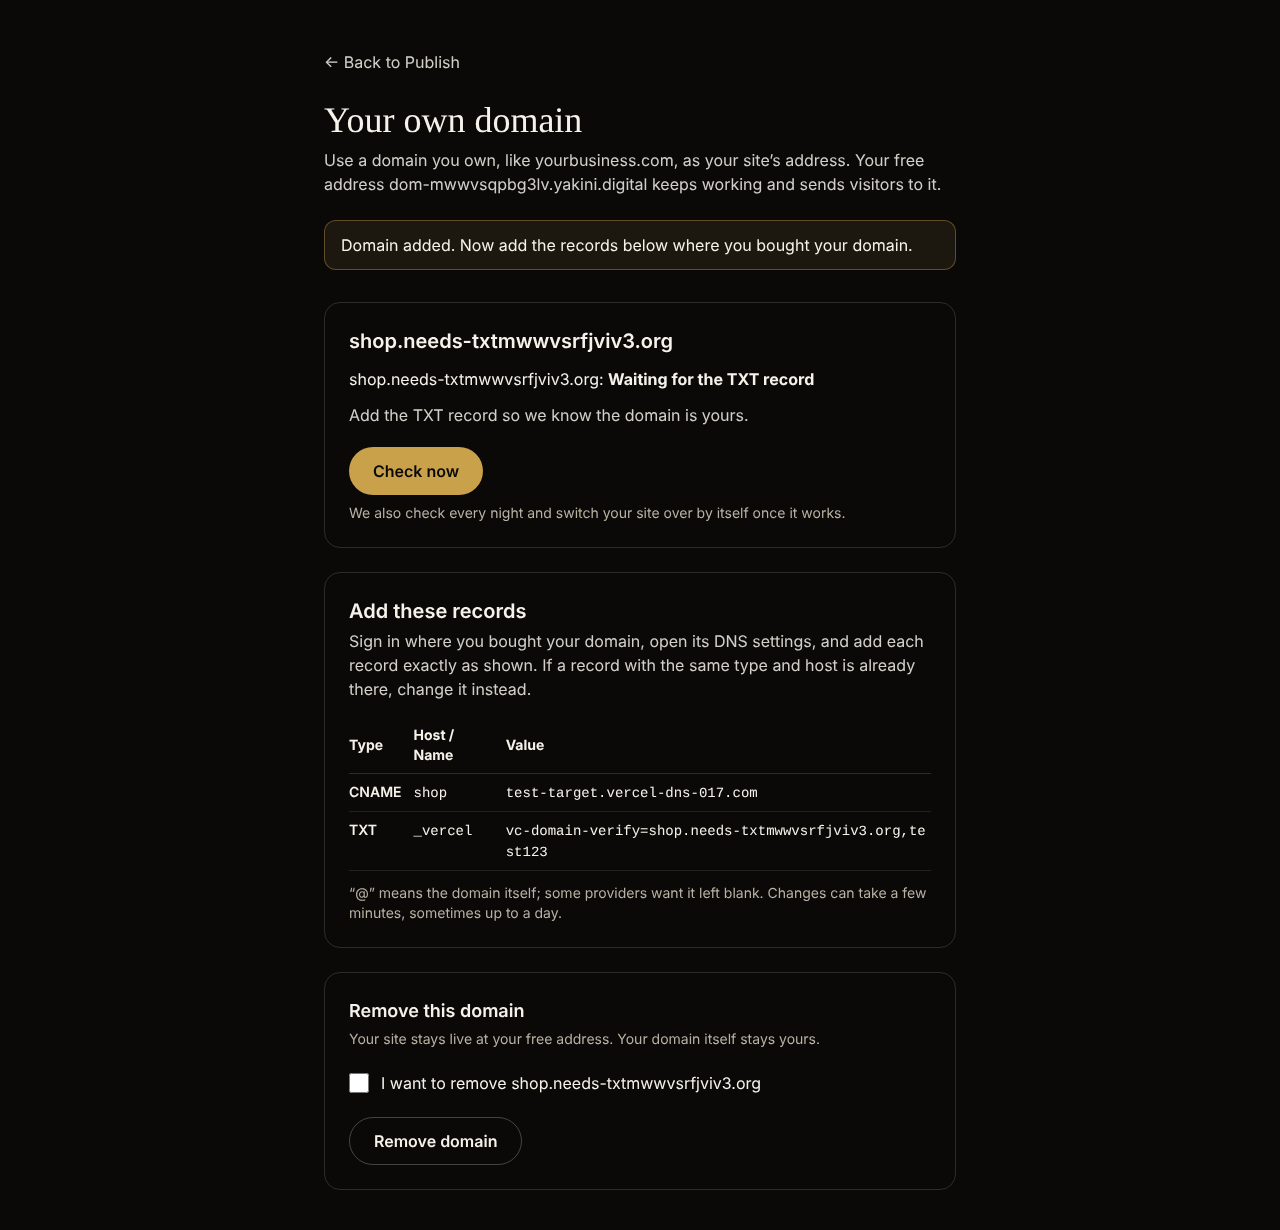 ← Back to Publish
Your own domain
Use a domain you own, like yourbusiness.com, as your site’s address. Your free
address dom-mwwvsqpbg3lv.yakini.digital keeps working and sends visitors to it.
Domain added. Now add the records below where you bought your domain.
shop.needs-txtmwwvsrfjviv3.org
shop.needs-txtmwwvsrfjviv3.org: Waiting for the TXT record
Add the TXT record so we know the domain is yours.
Check now
We also check every night and switch your site over by itself once it works.
Add these records
Sign in where you bought your domain, open its DNS settings, and add each
record exactly as shown. If a record with the same type and host is already
there, change it instead.
Type Host / Name Value
CNAME shop test-target.vercel-dns-017.com
TXT _vercel vc-domain-verify=shop.needs-txtmwwvsrfjviv3.org,te
st123
“@” means the domain itself; some providers want it left blank. Changes can take a few
minutes, sometimes up to a day.
Remove this domain
Your site stays live at your free address. Your domain itself stays yours.
I want to remove shop.needs-txtmwwvsrfjviv3.org
Remove domain